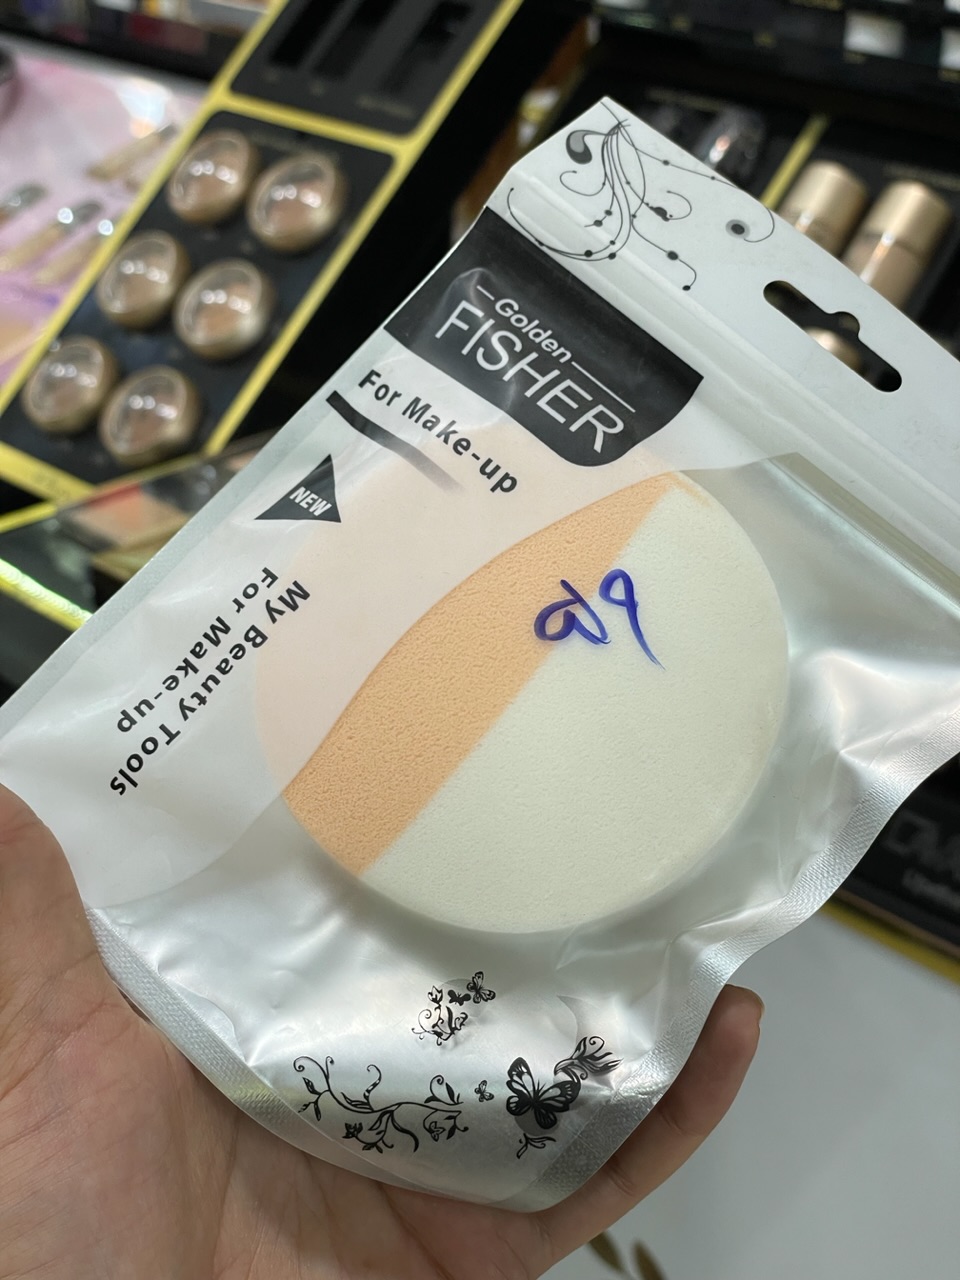 Golden
FISHER
For Make-up
NEW
My Beauty Tools
For Make-up